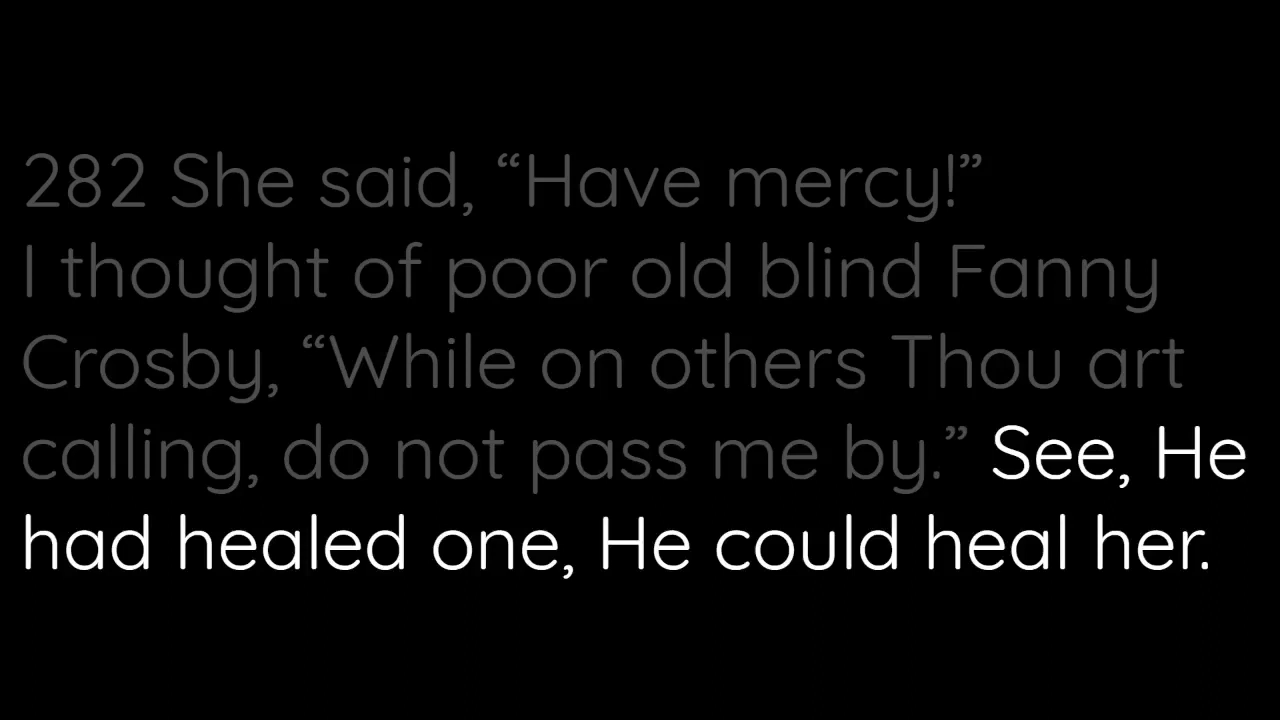 282 She said, “Have mercy!”
I thought of poor old blind Fanny
Crosby, “While on others Thou art
calling, do not pass me by.” See, He
had healed one, He could heal her.